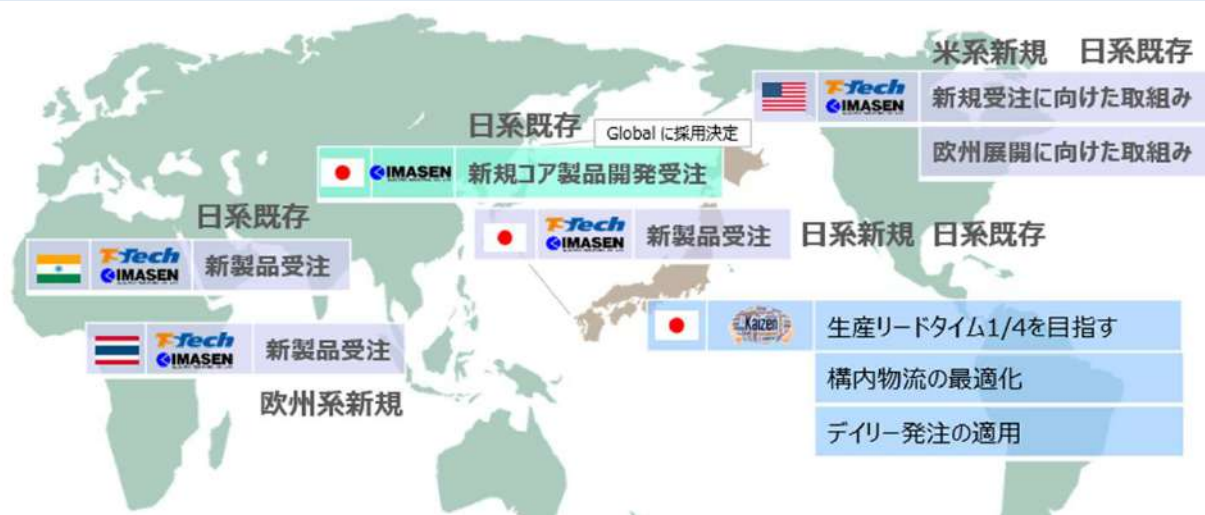 米系新規 日系既存
T-Tech
IMASEN
新規受注に向けた取組み
欧州展開に向けた取組み
日系既存
Global に採用決定
IMASEN
新規コア製品開発受注
日系既存
T-Tech
IMASEN
新製品受注
T-Tech
IMASEN
新製品受注
日系新規 日系既存
T-Tech
IMASEN
新製品受注
欧州系新規
Kaizen
生産リードタイム1/4を目指す
構内物流の最適化
デイリー発注の適用